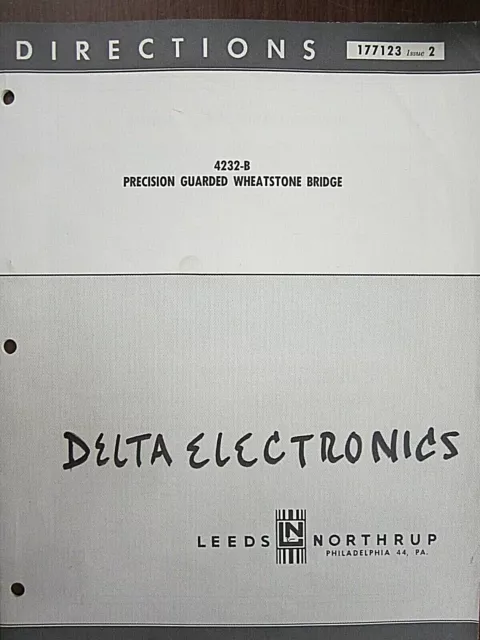 DIRECTIONS 177123 Issue 2
4232-B
PRECISION GUARDED WHEATSTONE BRIDGE
DELTA ELECTRONICS
LEEDS LN NORTHRUP
PHILADELPHIA 44, PA.